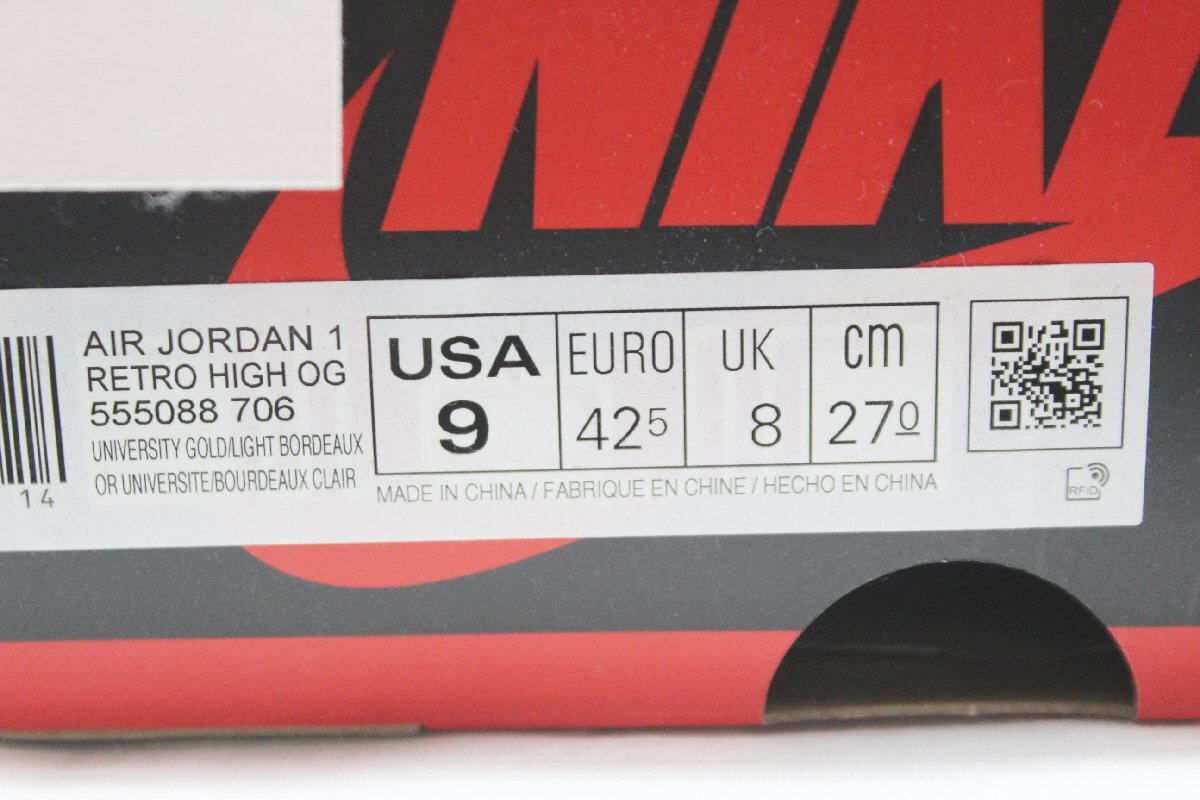 NIKE
AIR JORDAN 1
RETRO HIGH OG
555088 706
UNIVERSITY GOLD/LIGHT BORDEAUX
OR UNIVERSITE/BOURDEAUX CLAIR
14
USA
9
EURO
42 5
UK
8
cm
27 0
MADE IN CHINA / FABRIQUE EN CHINE / HECHO EN CHINA
RFID